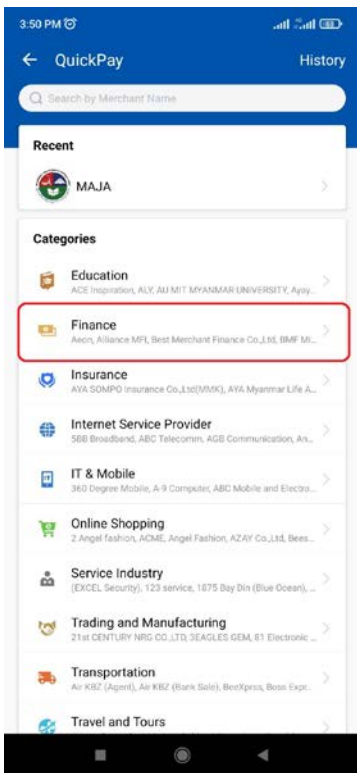 3:50 PM
QuickPay
History
Search by Merchant Name
Recent
MAJA
Categories
Education
ACE Inspiration, ALY, AU MIT MYANMAR UNIVERSITY, Ayay...
Finance
Aeon, Alliance MFI, Best Merchant Finance Co.,Ltd, BMF Mi...
Insurance
AYA SOMPO Insurance Co.,Ltd(MMK), AYA Myanmar Life A...
Internet Service Provider
5BB Broadband, ABC Telecomm, AGB Communication, An...
IT & Mobile
360 Degree Mobile, A-9 Computer, ABC Mobile and Electro...
Online Shopping
2 Angel fashion, ACME, Angel Fashion, AZAY Co.,Ltd, Bees...
Service Industry
(EXCEL Security), 123 service, 1875 Bay Din (Blue Ocean), ...
Trading and Manufacturing
21st CENTURY NRG CO.,LTD, 3EAGLES GEM, 81 Electronic ...
Transportation
Air KBZ (Agent), Air KBZ (Bank Sale), BeeXprss, Boss Expr...
Travel and Tours